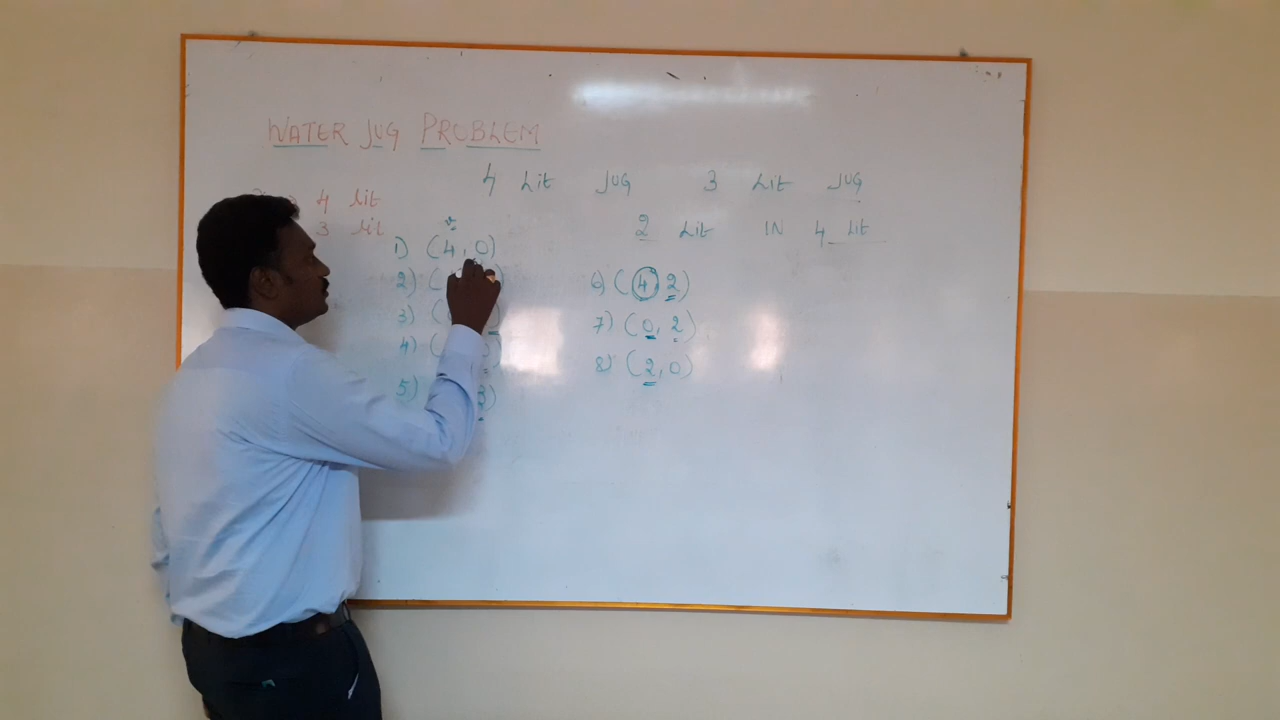 WATER JUG PROBLEM
4 Lit JUG 3 Lit JUG
4 lit
3 lit
2 Lit IN 4 Lit
1) (4,0)
2) ( )
3) (
4) (
5) 3)
6) (4 2)
7) (0,2)
8) (2,0)